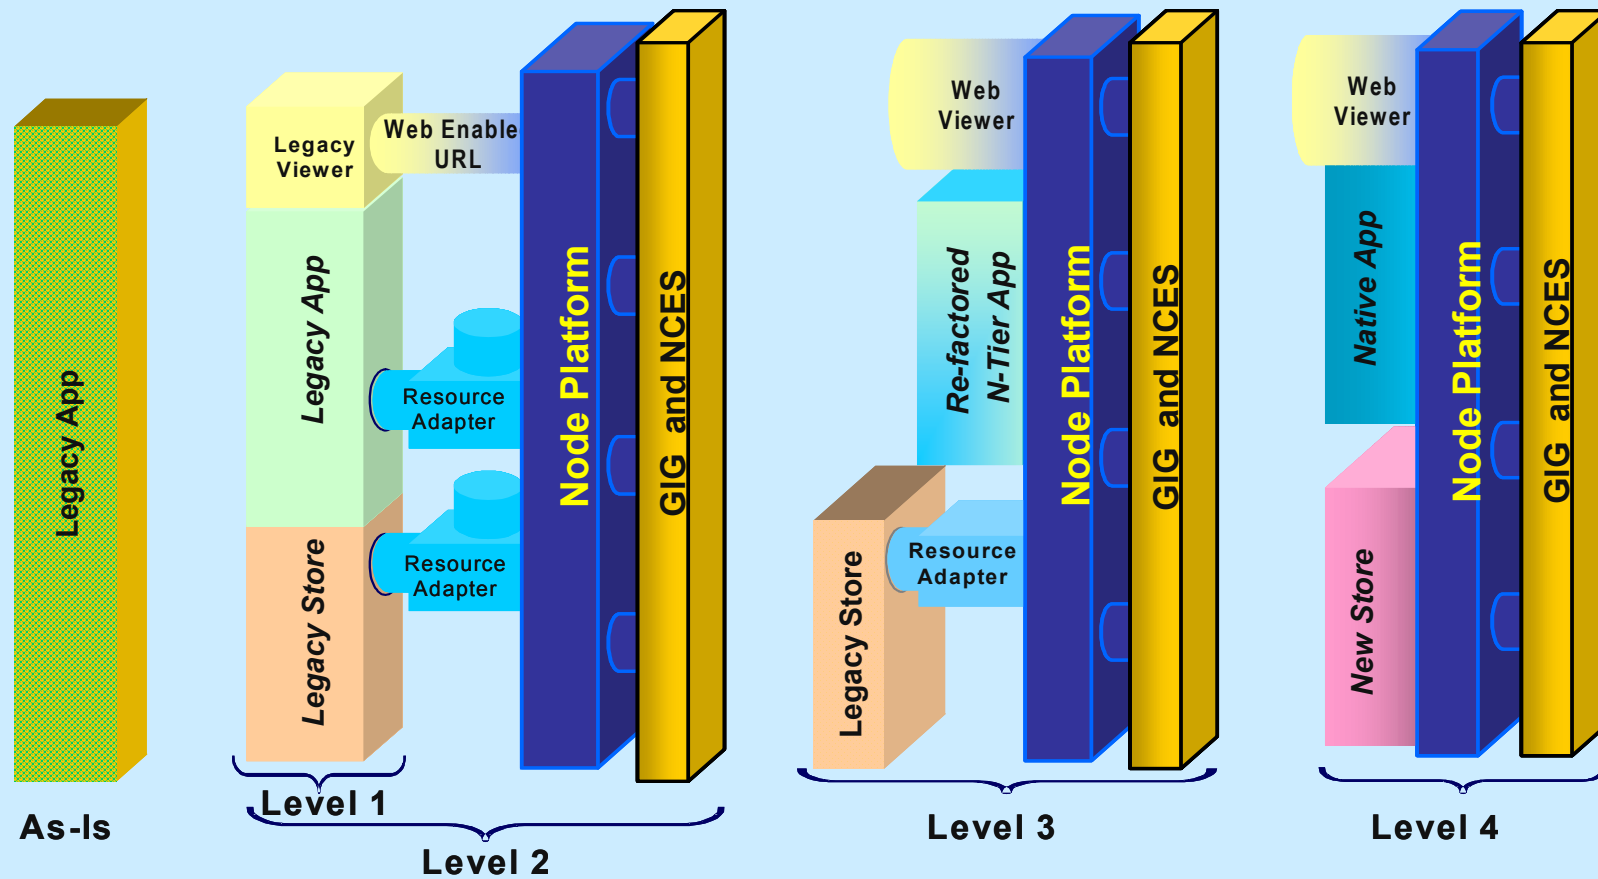 Legacy App
As-Is
Legacy
Viewer
Legacy App
Legacy Store
Web Enable
URL
Resource
Adapter
Resource
Adapter
Node Platform
GIG and NCES
Level 1
Level 2
Web
Viewer
Re-factored
N-Tier App
Legacy Store
Resource
Adapter
Node Platform
GIG and NCES
Level 3
Web
Viewer
Native App
New Store
Node Platform
GIG and NCES
Level 4